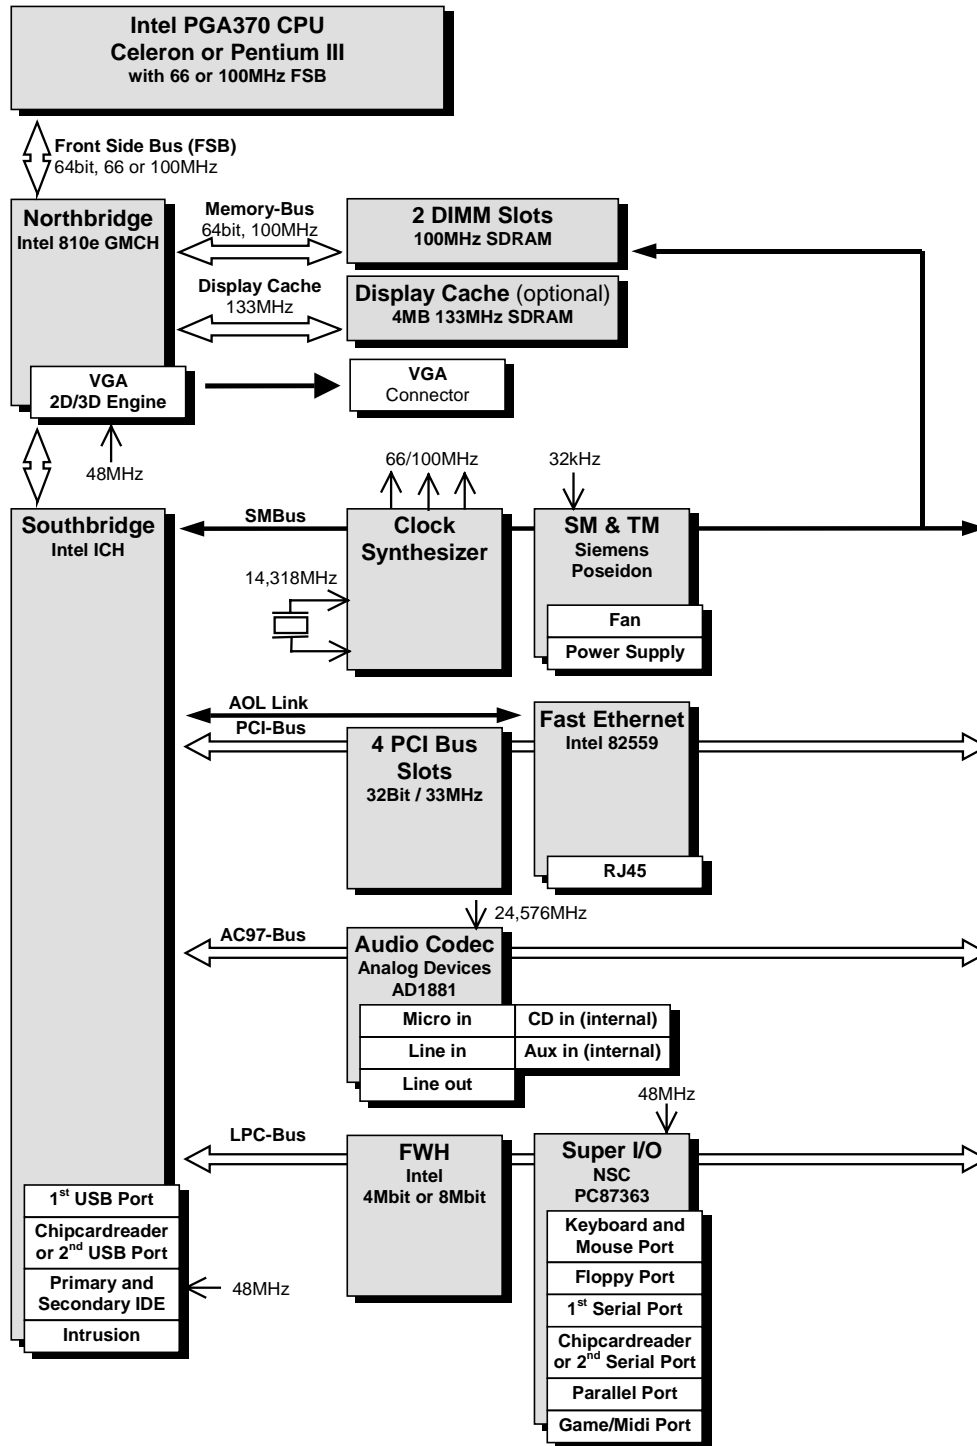 Intel PGA370 CPU
Celeron or Pentium III
with 66 or 100MHz FSB
Front Side Bus (FSB)
64bit, 66 or 100MHz
Northbridge
Intel 810e GMCH
Memory-Bus
64bit, 100MHz
2 DIMM Slots
100MHz SDRAM
Display Cache
133MHz
Display Cache (optional)
4MB 133MHz SDRAM
VGA
2D/3D Engine
VGA
Connector
48MHz
66/100MHz
32kHz
Southbridge
Intel ICH
SMBus
Clock
Synthesizer
SM & TM
Siemens
Poseidon
14,318MHz
Fan
Power Supply
AOL Link
PCI-Bus
4 PCI Bus
Slots
32Bit / 33MHz
Fast Ethernet
Intel 82559
RJ45
24,576MHz
AC97-Bus
Audio Codec
Analog Devices
AD1881
Micro in
CD in (internal)
Line in
Aux in (internal)
Line out
48MHz
LPC-Bus
FWH
Intel
4Mbit or 8Mbit
Super I/O
NSC
PC87363
1st USB Port
Chipcardreader
or 2nd USB Port
Primary and
Secondary IDE
Intrusion
48MHz
Keyboard and
Mouse Port
Floppy Port
1st Serial Port
Chipcardreader
or 2nd Serial Port
Parallel Port
Game/Midi Port